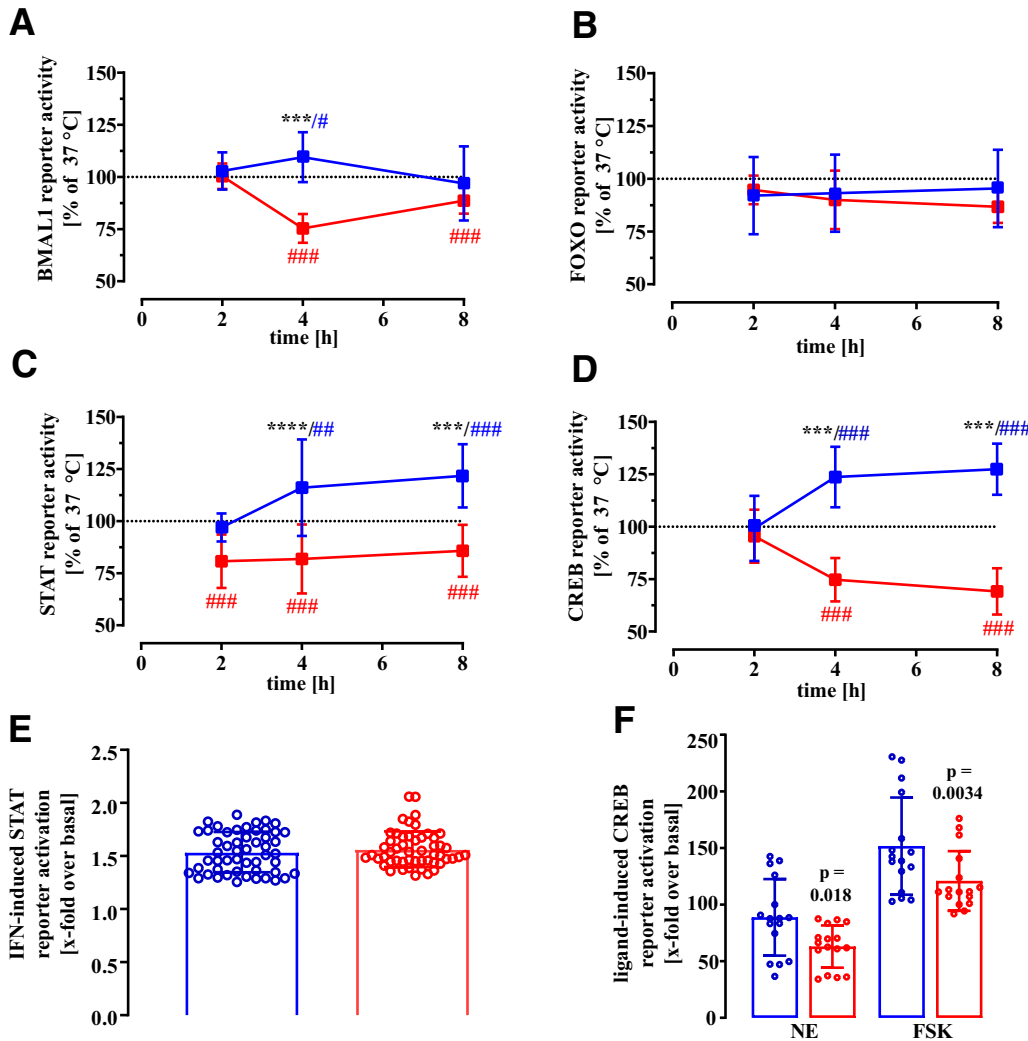 A
BMAL1 reporter activity
[% of 37 °C]
150
125
100
75
50
***/#
###
###
0 2 4 6 8
time [h]
B
FOXO reporter activity
[% of 37 °C]
150
125
100
75
50
0 2 4 6 8
time [h]
C
STAT reporter activity
[% of 37 °C]
150
125
100
75
50
****/##
***/###
###
###
###
0 2 4 6 8
time [h]
D
CREB reporter activity
[% of 37 °C]
150
125
100
75
50
***/###
***/###
###
###
0 2 4 6 8
time [h]
E
IFN-induced STAT
reporter activation
[x-fold over basal]
2.5
2.0
1.5
1.0
0.5
0.0
F
ligand-induced CREB
reporter activation
[x-fold over basal]
250
200
150
100
50
0
p =
0.018
p =
0.0034
NE FSK